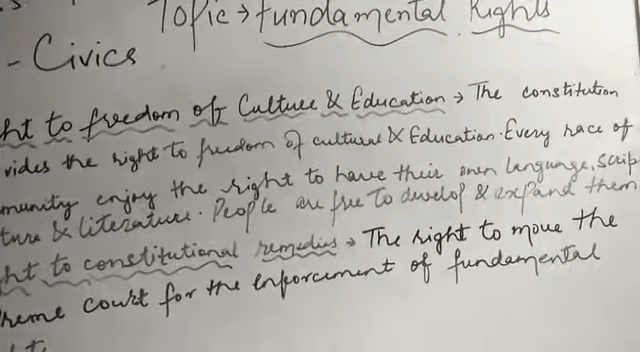 Topic → Fundamental Rights
- Civics
ht to freedom of Culture & Education → The constitution
vides the right to freedom of cultural & Education. Every race of
munity enjoy the right to have their own language, scrip
ture & literature. People are free to develop & expand them
ht to constitutional remedies → The right to move the
reme court for the enforcement of fundamental